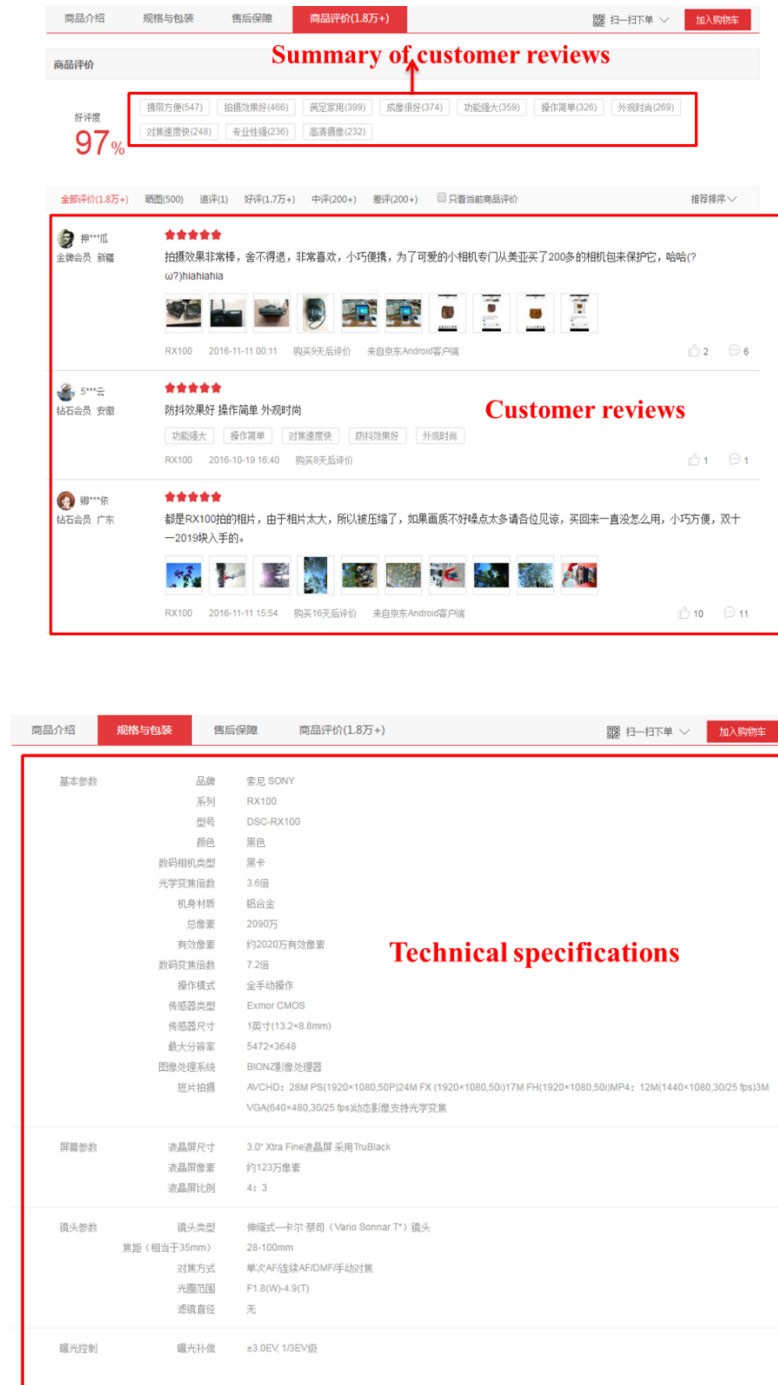 商品介绍 规格与包装 售后保障 商品评价(1.8万+) 扫一扫下单 加入购物车
Summary of customer reviews
商品评价
携带方便(547) 拍摄效果好(466) 满足家用(399) 成像很好(374) 功能强大(359) 操作简单(326) 外观时尚(269)
好评度
对焦速度快(248) 专业性强(236) 高清摄像(232)
97%
全部评价(1.8万+) 晒图(500) 追评(1) 好评(1.7万+) 中评(200+) 差评(200+) 只看当前商品评价 推荐排序
押***瓜
金牌会员 新疆
拍摄效果非常棒，舍不得退，非常喜欢，小巧便携，为了可爱的小相机专门从美亚买了200多的相机包来保护它，哈哈(?
ω?)hiahiahia
RX100 2016-11-11 00:11 购买9天后评价 来自京东Android客户端 2 6
5***云
钻石会员 安徽
防抖效果好 操作简单 外观时尚
Customer reviews
功能强大 操作简单 对焦速度快 防抖效果好 外观时尚
RX100 2016-10-19 16:40 购买8天后评价 1 1
卿***依
钻石会员 广东
都是RX100拍的相片，由于相片太大，所以被压缩了，如果画质不好噪点太多请各位见谅，买回来一直没怎么用，小巧方便，双十
一2019块入手的。
RX100 2016-11-11 15:54 购买16天后评价 来自京东Android客户端 10 11
商品介绍 规格与包装 售后保障 商品评价(1.8万+) 扫一扫下单 加入购物车
基本参数 品牌 索尼 SONY
系列 RX100
型号 DSC-RX100
颜色 黑色
数码相机类型 黑卡
光学变焦倍数 3.6倍
机身材质 铝合金
总像素 2090万
有效像素 约2020万有效像素
Technical specifications
数码变焦倍数 7.2倍
操作模式 全手动操作
传感器类型 Exmor CMOS
传感器尺寸 1英寸(13.2×8.8mm)
最大分辨率 5472×3648
图像处理系统 BIONZ影像处理器
短片拍摄 AVCHD：28M PS(1920×1080,50P)24M FX (1920×1080,50i)17M FH(1920×1080,50i)MP4：12M(1440×1080,30/25 fps)3M
VGA(640×480,30/25 fps)动态影像支持光学变焦
屏幕参数 液晶屏尺寸 3.0" Xtra Fine液晶屏 采用TruBlack
液晶屏像素 约123万像素
液晶屏比例 4：3
镜头参数 镜头类型 伸缩式—卡尔·蔡司（Vario Sonnar T*）镜头
焦距（相当于35mm） 28-100mm
对焦方式 单次AF/连续AF/DMF/手动对焦
光圈范围 F1.8(W)-4.9(T)
滤镜直径 无
曝光控制 曝光补偿 ±3.0EV, 1/3EV级